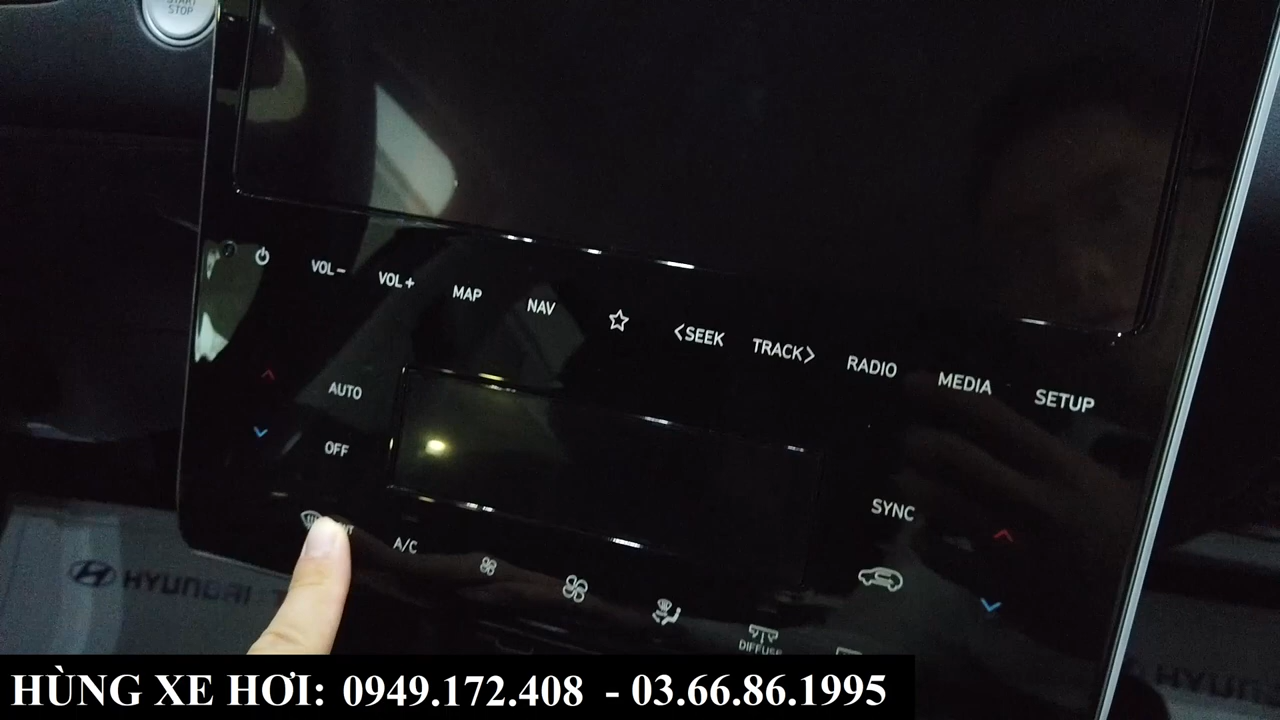 START
STOP
VOL− VOL+ MAP NAV <SEEK TRACK> RADIO MEDIA SETUP
AUTO
OFF
SYNC
A/C
DIFFUSE
HYUNDAI
HYUNDAI
HÙNG XE HƠI: 0949.172.408 - 03.66.86.1995